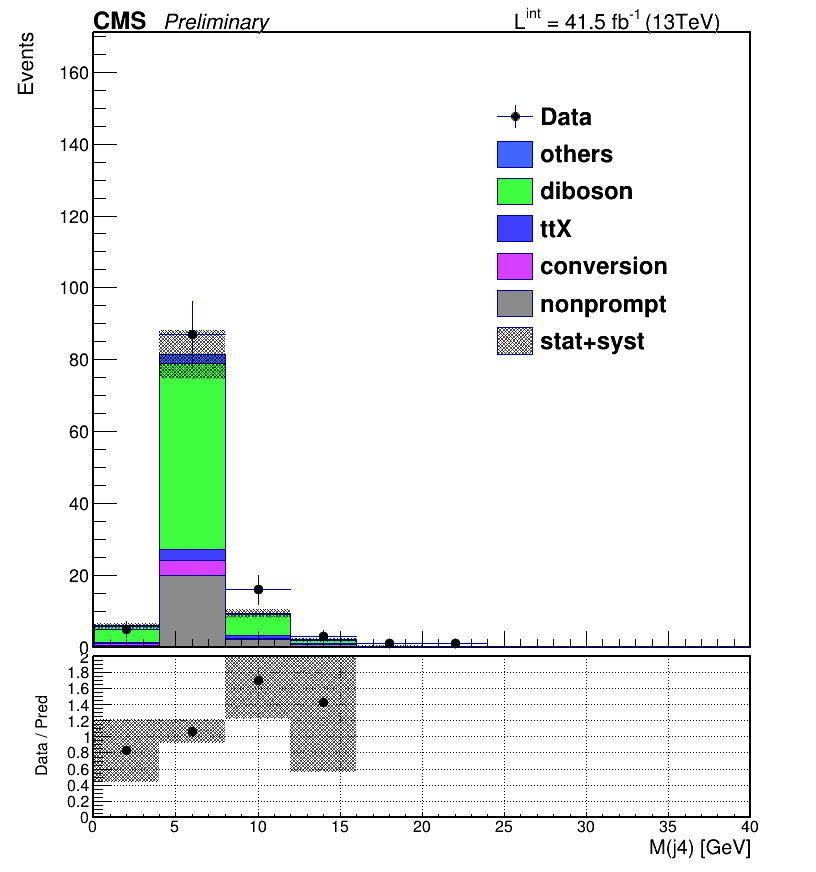 CMS Preliminary L^int = 41.5 fb^-1 (13TeV)
Events
160
140
120
100
80
60
40
20
0
Data
others
diboson
ttX
conversion
nonprompt
stat+syst
Data / Pred
2
1.8
1.6
1.4
1.2
1
0.8
0.6
0.4
0.2
0
0 5 10 15 20 25 30 35 40
M(j4) [GeV]